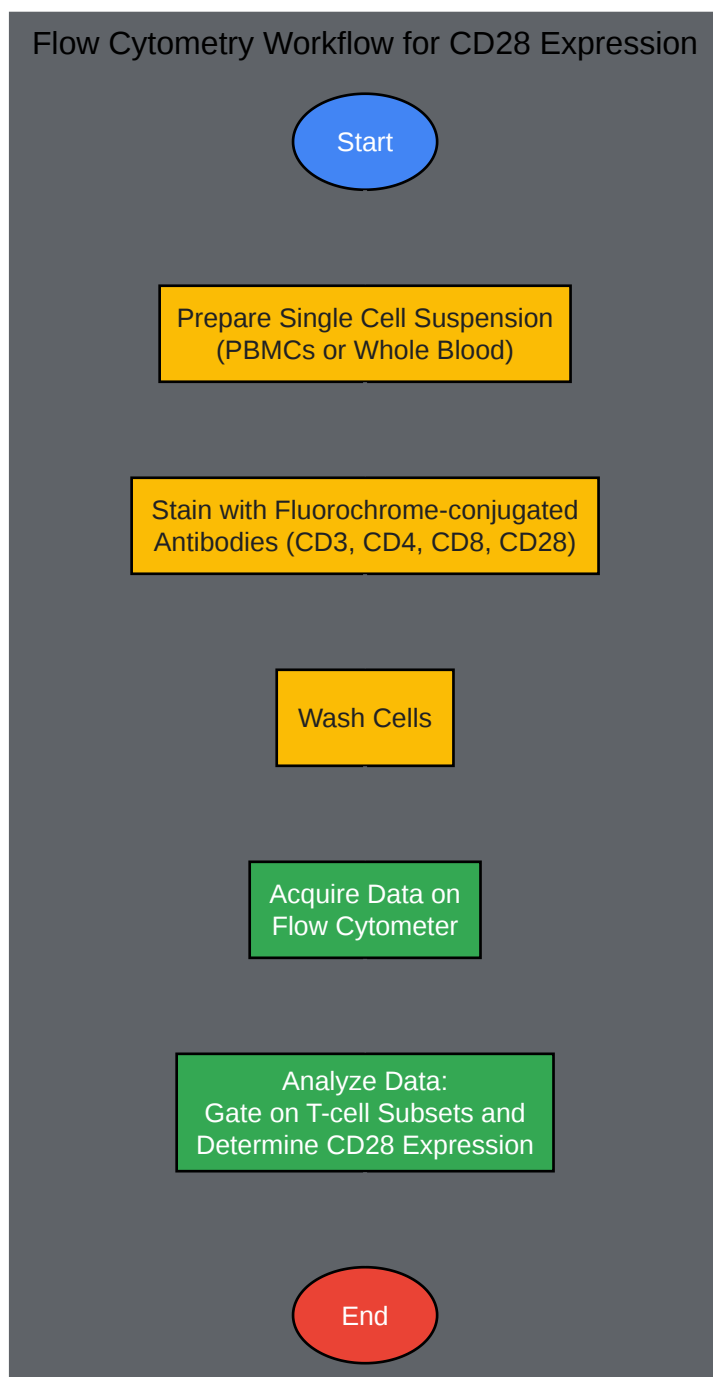 Flow Cytometry Workflow for CD28 Expression
Start
Prepare Single Cell Suspension
(PBMCs or Whole Blood)
Stain with Fluorochrome-conjugated
Antibodies (CD3, CD4, CD8, CD28)
Wash Cells
Acquire Data on
Flow Cytometer
Analyze Data:
Gate on T-cell Subsets and
Determine CD28 Expression
End